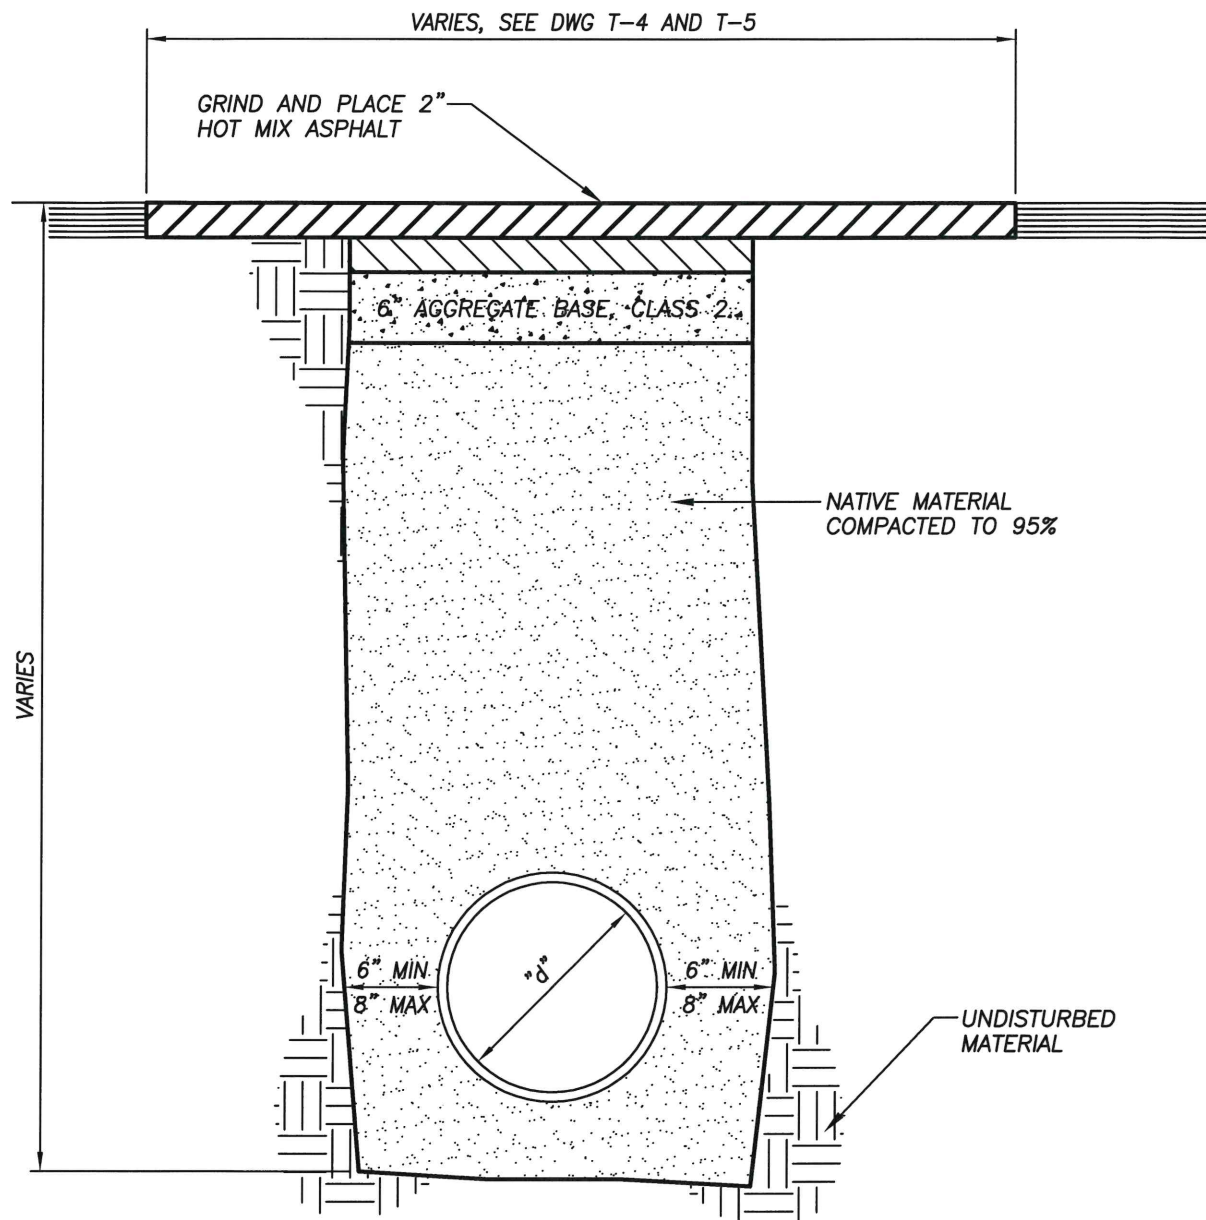 VARIES, SEE DWG T-4 AND T-5
GRIND AND PLACE 2"
HOT MIX ASPHALT
6" AGGREGATE BASE, CLASS 2
NATIVE MATERIAL
COMPACTED TO 95%
VARIES
6" MIN
8" MAX
"d"
6" MIN
8" MAX
UNDISTURBED
MATERIAL